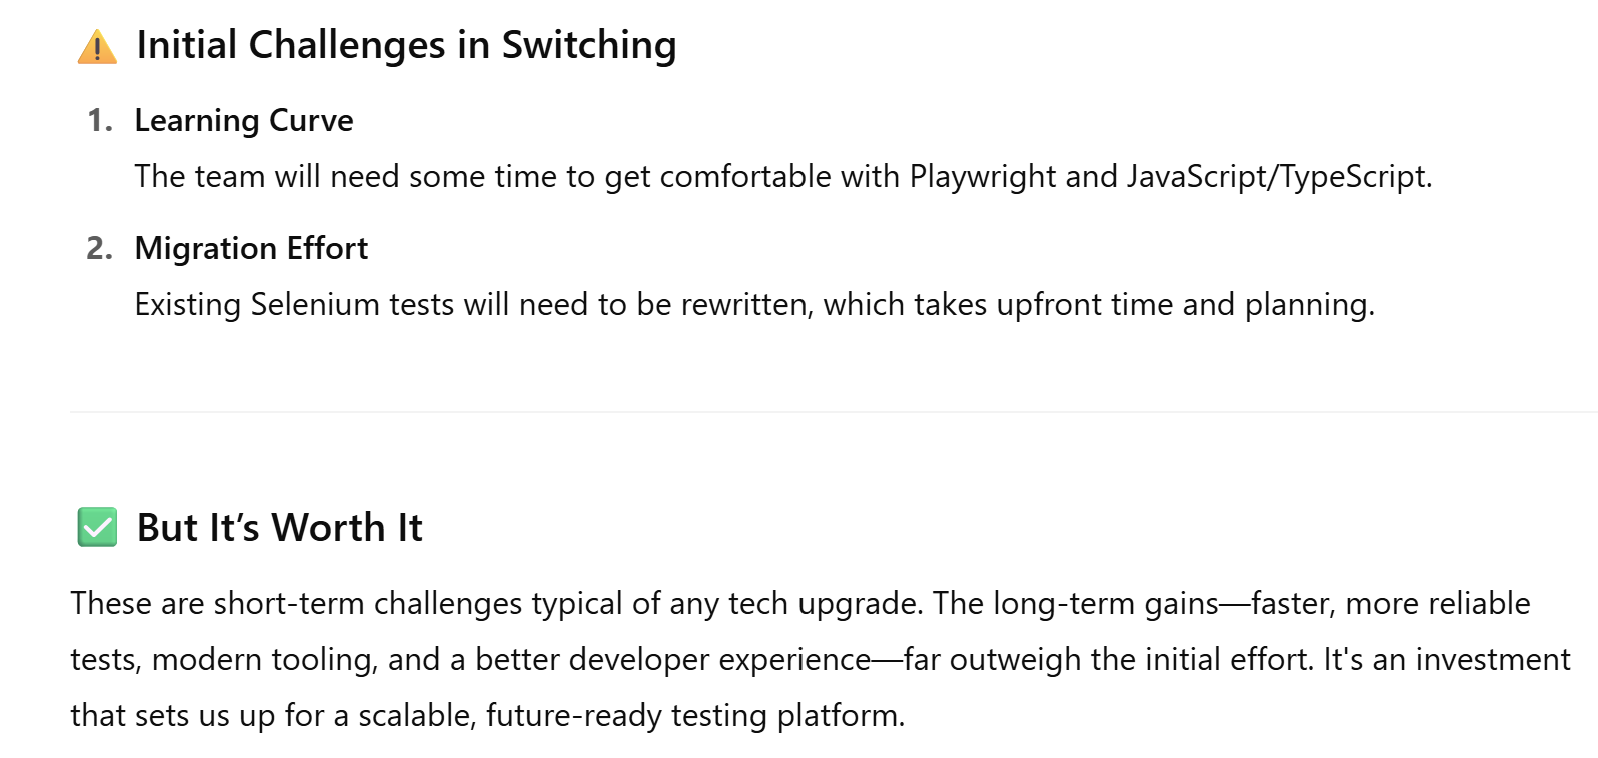 ⚠️ Initial Challenges in Switching
1. Learning Curve
The team will need some time to get comfortable with Playwright and JavaScript/TypeScript.
2. Migration Effort
Existing Selenium tests will need to be rewritten, which takes upfront time and planning.
✅ But It’s Worth It
These are short-term challenges typical of any tech upgrade. The long-term gains—faster, more reliable
tests, modern tooling, and a better developer experience—far outweigh the initial effort. It's an investment
that sets us up for a scalable, future-ready testing platform.